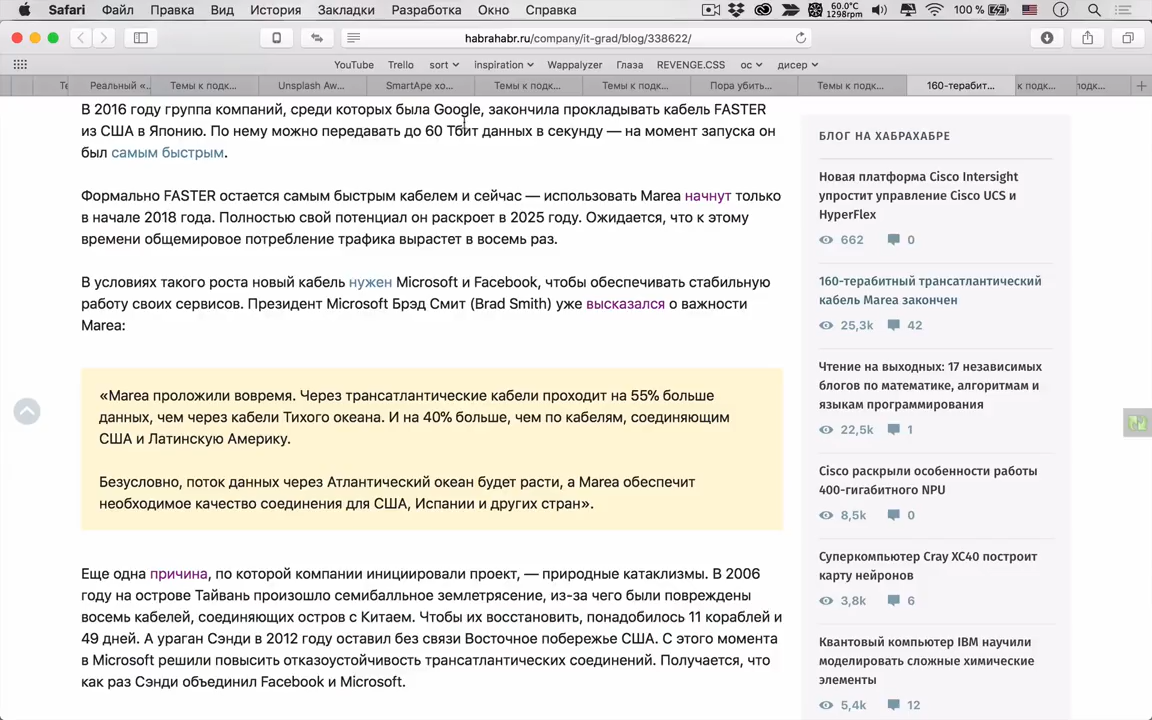 Safari Файл Правка Вид История Закладки Разработка Окно Справка
60.0°C
1298rpm
100 %
habrahabr.ru/company/it-grad/blog/338622/
YouTube Trello sort inspiration Wappalyzer Глаза REVENGE.CSS ос дисер
Те Реальный «.. Темы к подк... Unsplash Aw... SmartApe хо... Темы к подк... Темы к подк... Пора убить... Темы к подк... 160-терабит... к подк... подк...
В 2016 году группа компаний, среди которых была Google, закончила прокладывать кабель FASTER
из США в Японию. По нему можно передавать до 60 Тбит данных в секунду — на момент запуска он
был самым быстрым.
Формально FASTER остается самым быстрым кабелем и сейчас — использовать Marea начнут только
в начале 2018 года. Полностью свой потенциал он раскроет в 2025 году. Ожидается, что к этому
времени общемировое потребление трафика вырастет в восемь раз.
В условиях такого роста новый кабель нужен Microsoft и Facebook, чтобы обеспечивать стабильную
работу своих сервисов. Президент Microsoft Брэд Смит (Brad Smith) уже высказался о важности
Marea:
«Marea проложили вовремя. Через трансатлантические кабели проходит на 55% больше
данных, чем через кабели Тихого океана. И на 40% больше, чем по кабелям, соединяющим
США и Латинскую Америку.
Безусловно, поток данных через Атлантический океан будет расти, а Marea обеспечит
необходимое качество соединения для США, Испании и других стран».
Еще одна причина, по которой компании инициировали проект, — природные катаклизмы. В 2006
году на острове Тайвань произошло семибалльное землетрясение, из-за чего были повреждены
восемь кабелей, соединяющих остров с Китаем. Чтобы их восстановить, понадобилось 11 кораблей и
49 дней. А ураган Сэнди в 2012 году оставил без связи Восточное побережье США. С этого момента
в Microsoft решили повысить отказоустойчивость трансатлантических соединений. Получается, что
как раз Сэнди объединил Facebook и Microsoft.
БЛОГ НА ХАБРАХАБРЕ
Новая платформа Cisco Intersight
упростит управление Cisco UCS и
HyperFlex
662 0
160-терабитный трансатлантический
кабель Marea закончен
25,3k 42
Чтение на выходных: 17 независимых
блогов по математике, алгоритмам и
языкам программирования
22,5k 1
Cisco раскрыли особенности работы
400-гигабитного NPU
8,5k 0
Суперкомпьютер Cray XC40 построит
карту нейронов
3,8k 6
Квантовый компьютер IBM научили
моделировать сложные химические
элементы
5,4k 12